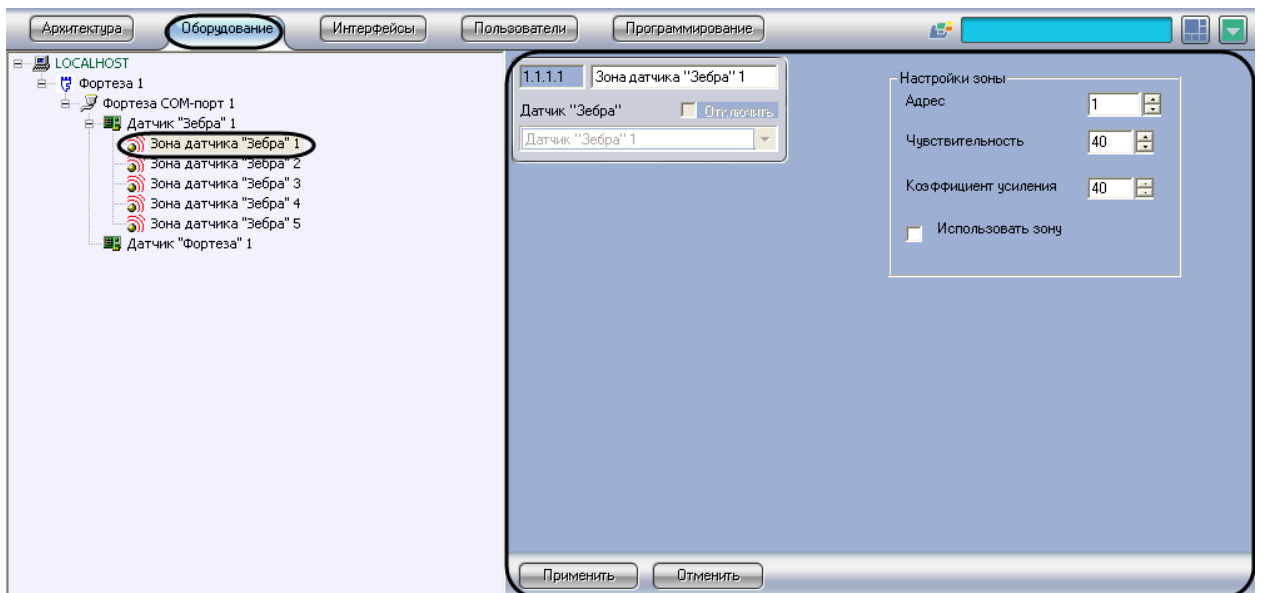 Архитектура Оборудование Интерфейсы Пользователи Программирование
LOCALHOST
Фортеза 1
Фортеза COM-порт 1
Датчик "Зебра" 1
Зона датчика "Зебра" 1
Зона датчика "Зебра" 2
Зона датчика "Зебра" 3
Зона датчика "Зебра" 4
Зона датчика "Зебра" 5
Датчик "Фортеза" 1
1.1.1.1 Зона датчика "Зебра" 1
Датчик "Зебра" Отключить
Датчик "Зебра" 1
Настройки зоны
Адрес 1
Чувствительность 40
Коэффициент усиления 40
Использовать зону
Применить Отменить